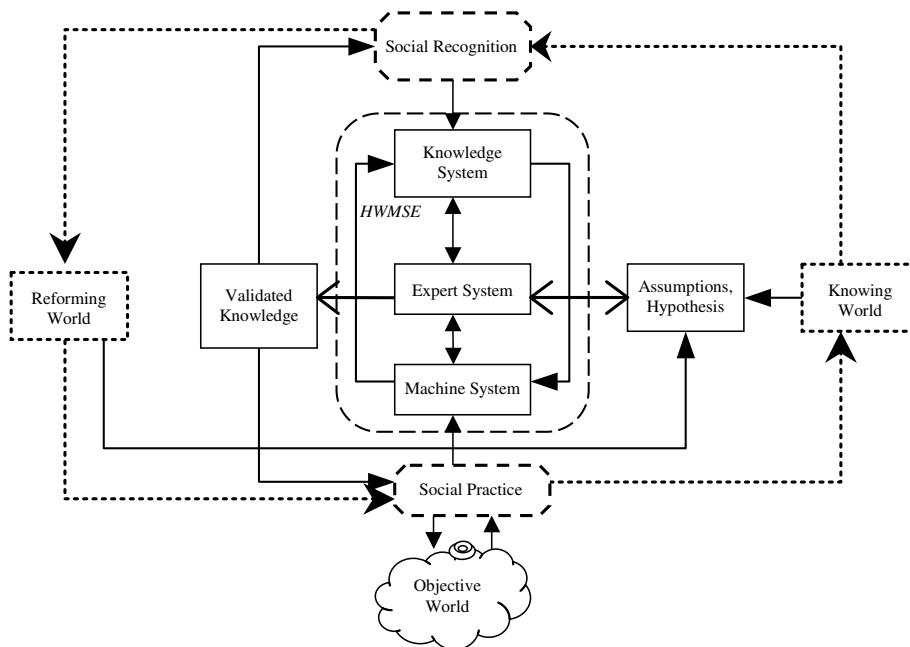 Social Recognition
Knowledge
System
HWMSE
Reforming
World
Validated
Knowledge
Expert System
Assumptions,
Hypothesis
Knowing
World
Machine System
Social Practice
Objective
World